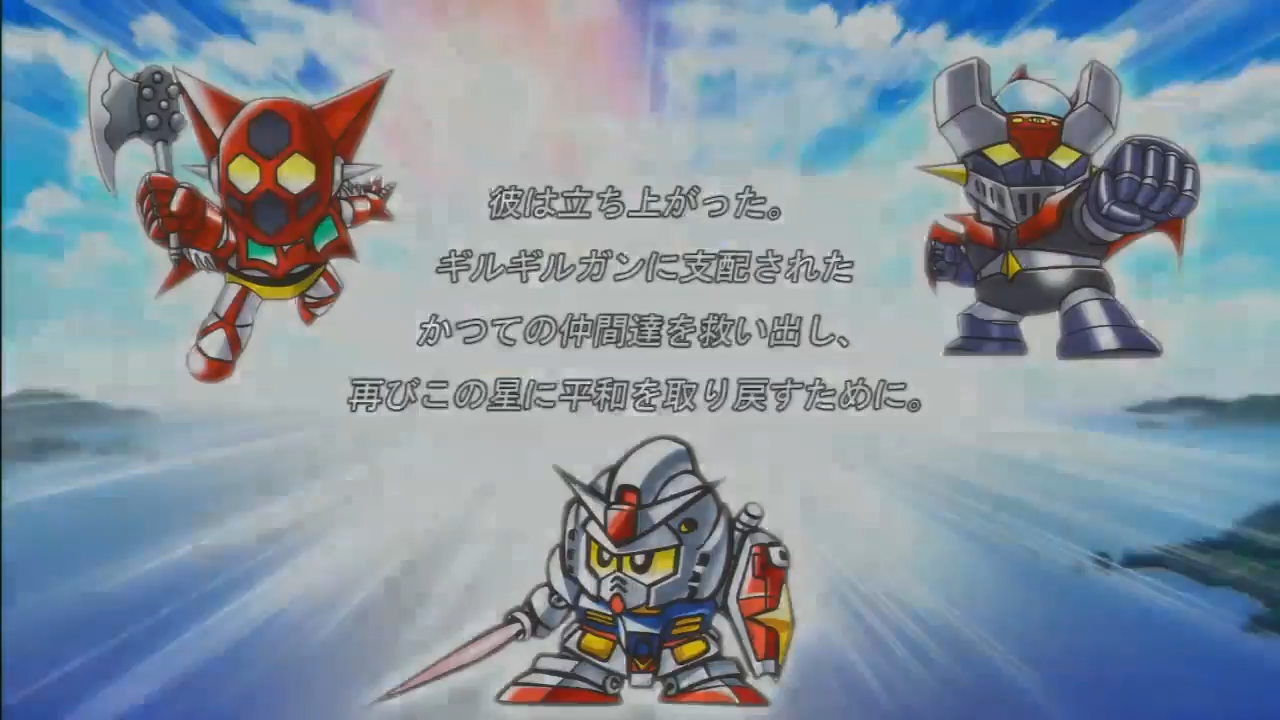 彼は立ち上がった。
ギルギルガンに支配された
かつての仲間達を救い出し、
再びこの星に平和を取り戻すために。